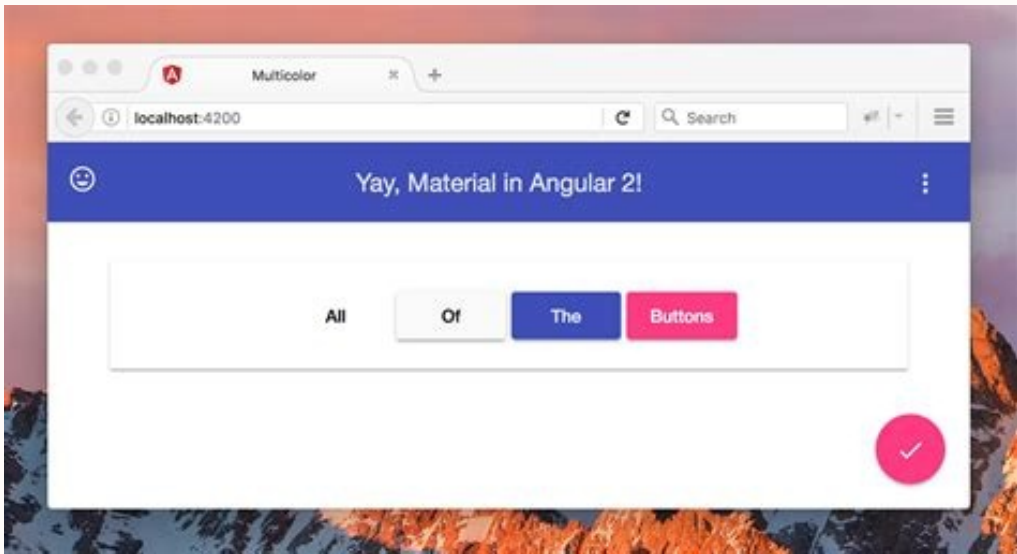 Multicolor
localhost:4200
Search
Yay, Material in Angular 2!
All Of The Buttons